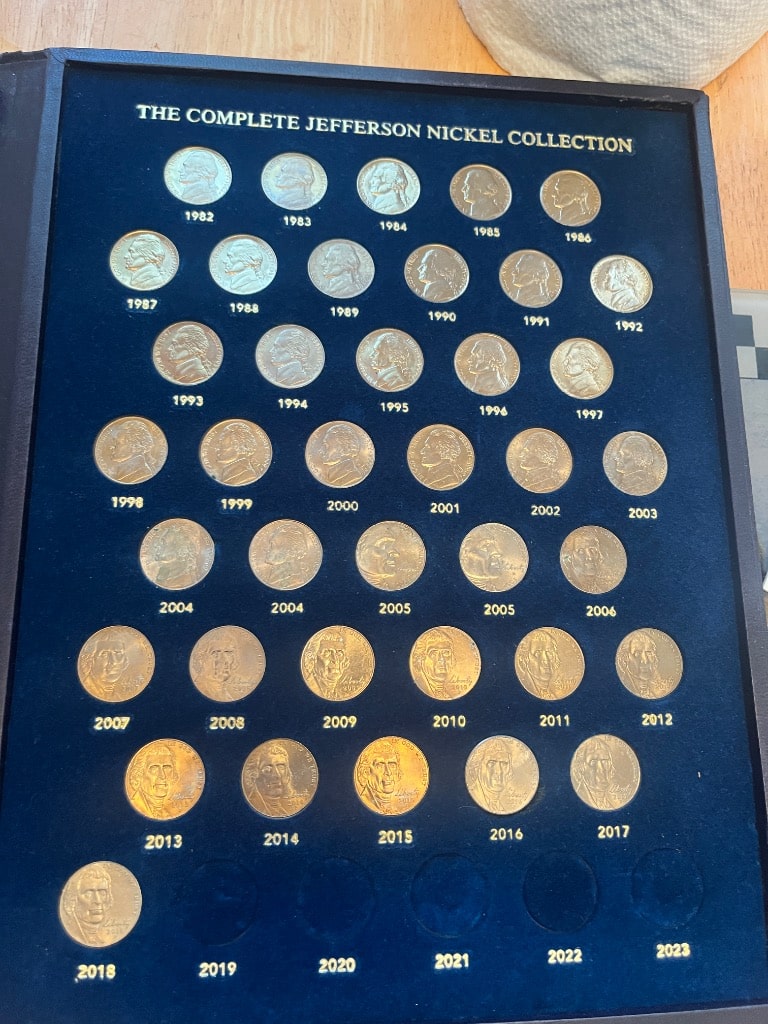 THE COMPLETE JEFFERSON NICKEL COLLECTION
1982 1983 1984 1985 1986
1987 1988 1989 1990 1991 1992
1993 1994 1995 1996 1997
1998 1999 2000 2001 2002 2003
2004 2004 2005 2005 2006
2007 2008 2009 2010 2011 2012
2013 2014 2015 2016 2017
2018 2019 2020 2021 2022 2023